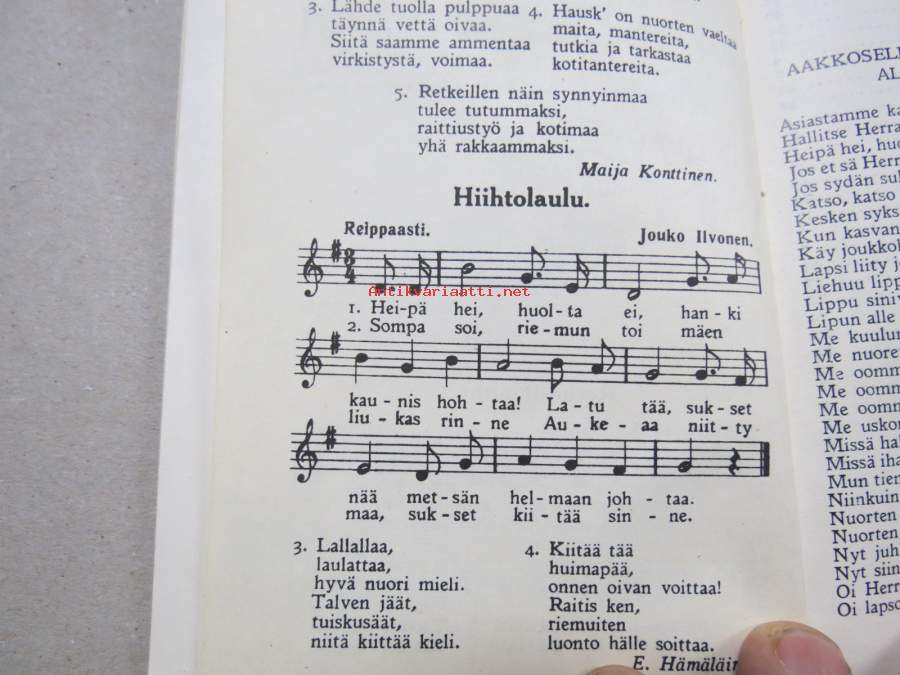 3. Lähde tuolla pulppuaa
täynnä vettä oivaa.
Siitä saamme ammentaa
virkistystä, voimaa.
4. Hausk' on nuorten vaeltaa
maita, mantereita,
tutkia ja tarkastaa
kotitantereita.
5. Retkeillen näin synnyinmaa
tulee tutummaksi,
raittiustyö ja kotimaa
yhä rakkaammaksi.
Maija Konttinen.
Hiihtolaulu.
Reippaasti.
Jouko Ilvonen.
3
4
Antikvariaatti.net
1. Hei-pä hei, huol-ta ei, han-ki
2. Sompa soi, rie-mun toi mäen
kau-nis hoh-taa! La-tu tää, suk-set
liu-kas rin-ne Au-ke-aa niit-ty
nää met-sän hel-maan joh-taa.
maa, suk-set kii-tää sin-ne.
3. Lallallaa,
laulattaa,
hyvä nuori mieli.
Talven jäät,
tuiskusäät,
niitä kiittää kieli.
4. Kiitää tää
huimapää,
onnen oivan voittaa!
Raitis ken,
riemuiten
luonto hälle soittaa.
E. Hämäläin
AAKKOSELL
AL
Asiastamme
Hallitse Herra
Heipä hei,
Jos et sä Herr
Jos sydän
Katso, katso
Kesken syks
Kun kasvan
Käy joukko
Lapsi liity
Liehuu lipp
Lippu siniv
Lipun alle
Me kuulu
Me nuore
Me oomm
Me oomm
Me oomm
Me usko
Missä ha
Missä iha
Mun tien
Niinkuin
Nuorten
Nuorten
Nyt juh
Nyt siin
Oi Herr
Oi lapso